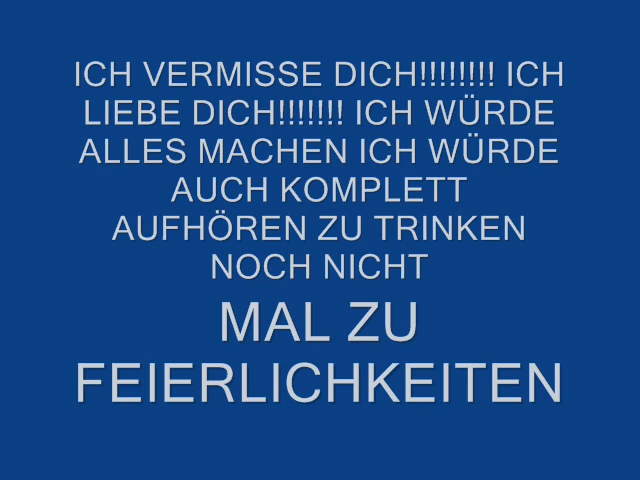 ICH VERMISSE DICH!!!!!!!! ICH
LIEBE DICH!!!!!!! ICH WÜRDE
ALLES MACHEN ICH WÜRDE
AUCH KOMPLETT
AUFHÖREN ZU TRINKEN
NOCH NICHT
MAL ZU
FEIERLICHKEITEN